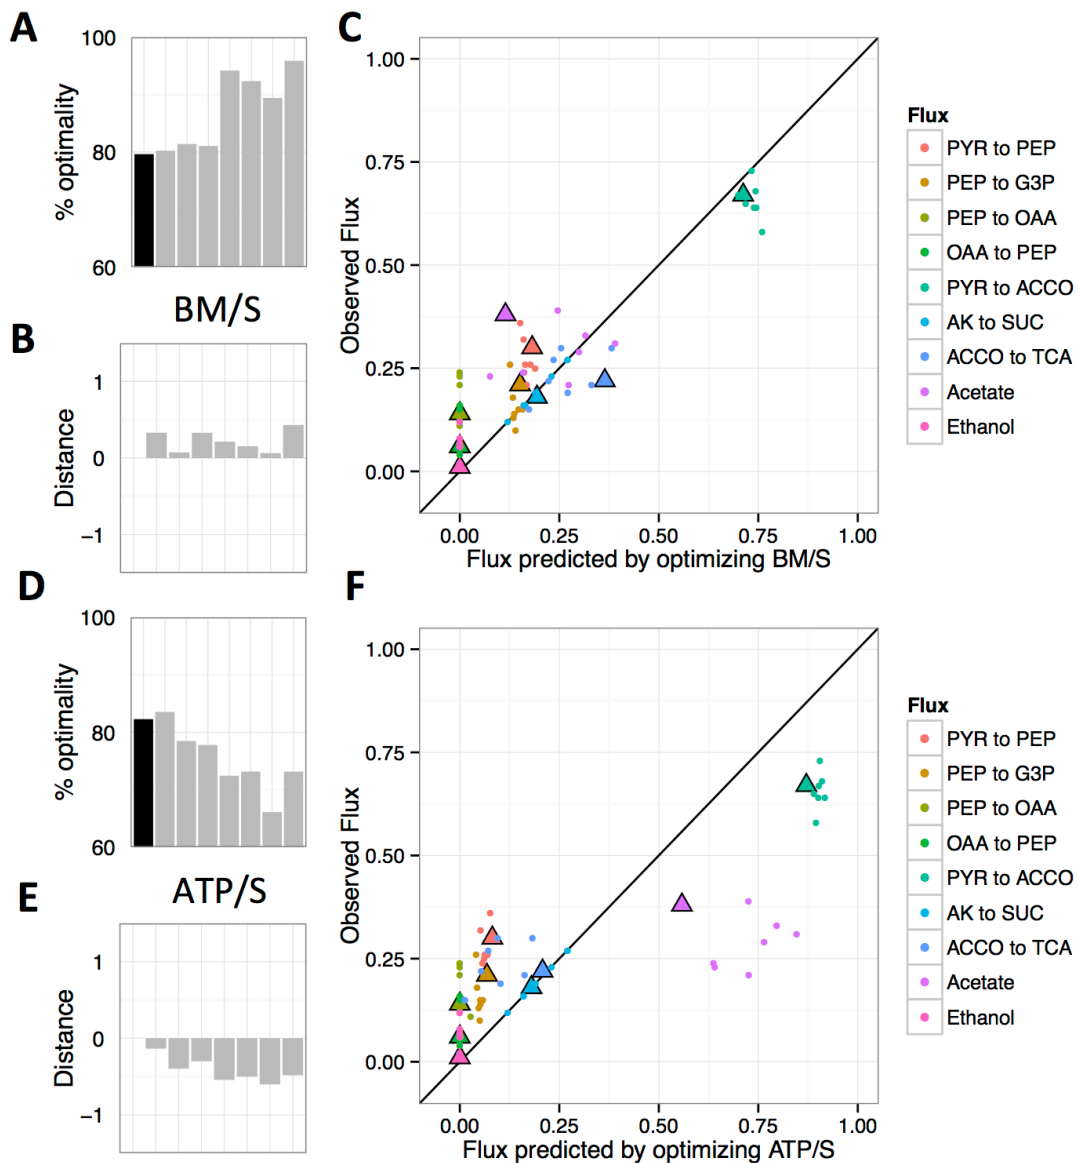 A
100
80
60
% optimality
BM/S
B
1
0
−1
Distance
C
1.00
0.75
0.50
0.25
0.00
Observed Flux
0.00 0.25 0.50 0.75 1.00
Flux predicted by optimizing BM/S
Flux
PYR to PEP
PEP to G3P
PEP to OAA
OAA to PEP
PYR to ACCO
AK to SUC
ACCO to TCA
Acetate
Ethanol
D
100
80
60
% optimality
ATP/S
E
1
0
−1
Distance
F
1.00
0.75
0.50
0.25
0.00
Observed Flux
0.00 0.25 0.50 0.75 1.00
Flux predicted by optimizing ATP/S
Flux
PYR to PEP
PEP to G3P
PEP to OAA
OAA to PEP
PYR to ACCO
AK to SUC
ACCO to TCA
Acetate
Ethanol